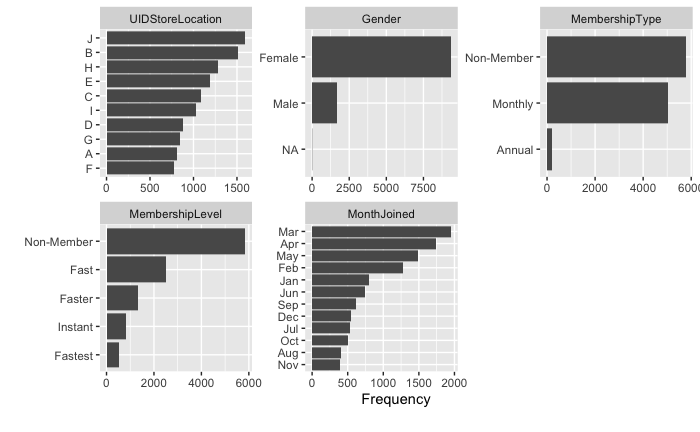 UIDStoreLocation
J
B
H
E
C
I
D
G
A
F
0 500 1000 1500
Gender
Female
Male
NA
0 2500 5000 7500
MembershipType
Non-Member
Monthly
Annual
0 2000 4000 6000
MembershipLevel
Non-Member
Fast
Faster
Instant
Fastest
0 2000 4000 6000
MonthJoined
Mar
Apr
May
Feb
Jan
Jun
Sep
Dec
Jul
Oct
Aug
Nov
0 500 1000 1500 2000
Frequency